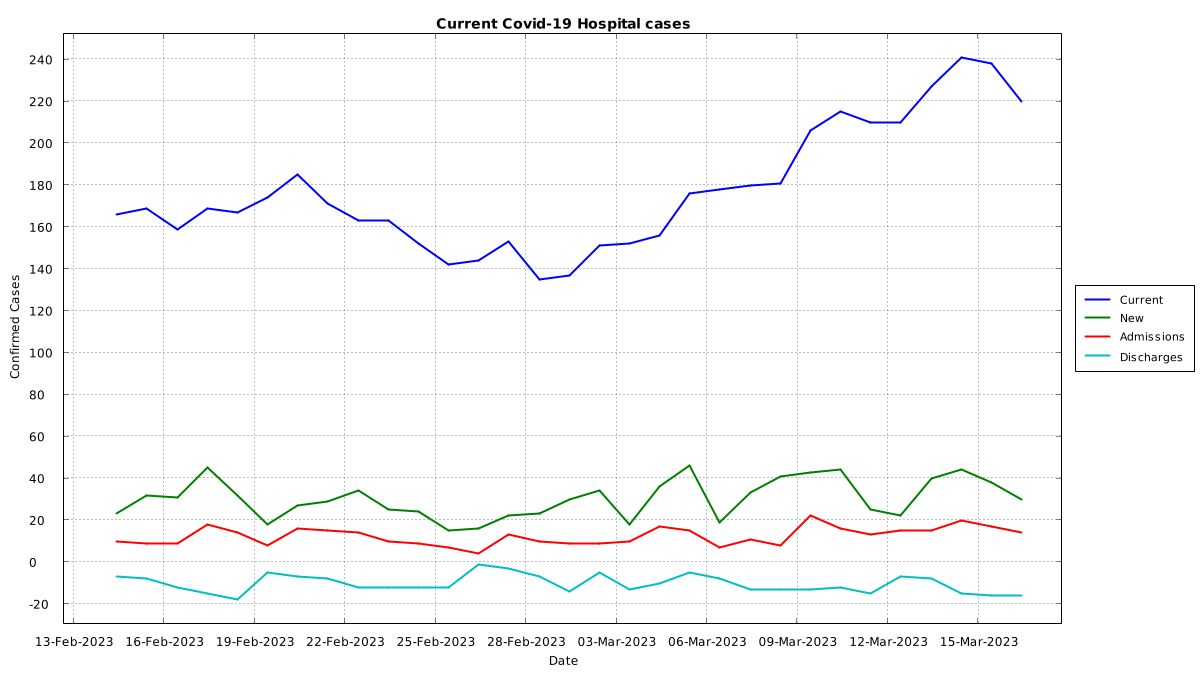 Current Covid-19 Hospital cases
Confirmed Cases
240
220
200
180
160
140
120
100
80
60
40
20
0
-20
13-Feb-2023 16-Feb-2023 19-Feb-2023 22-Feb-2023 25-Feb-2023 28-Feb-2023 03-Mar-2023 06-Mar-2023 09-Mar-2023 12-Mar-2023 15-Mar-2023
Date
Current
New
Admissions
Discharges